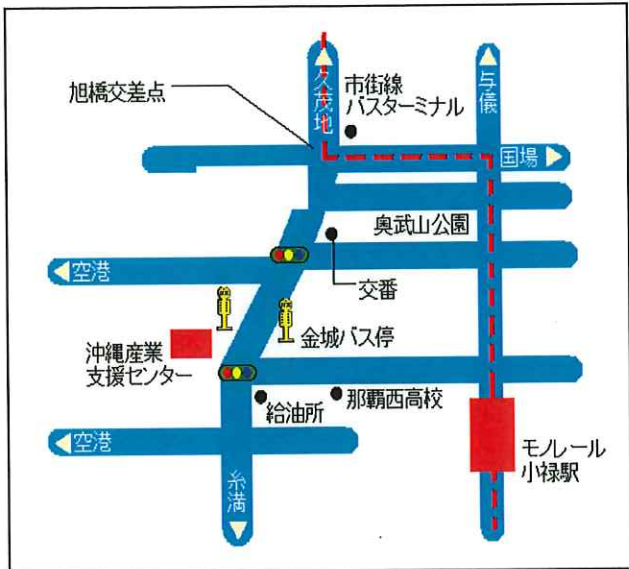 久茂地
与儀
旭橋交差点
市街線
バスターミナル
国場
奥武山公園
空港
交番
金城バス停
沖縄産業
支援センター
給油所
那覇西高校
空港
モノレール
小禄駅
糸満